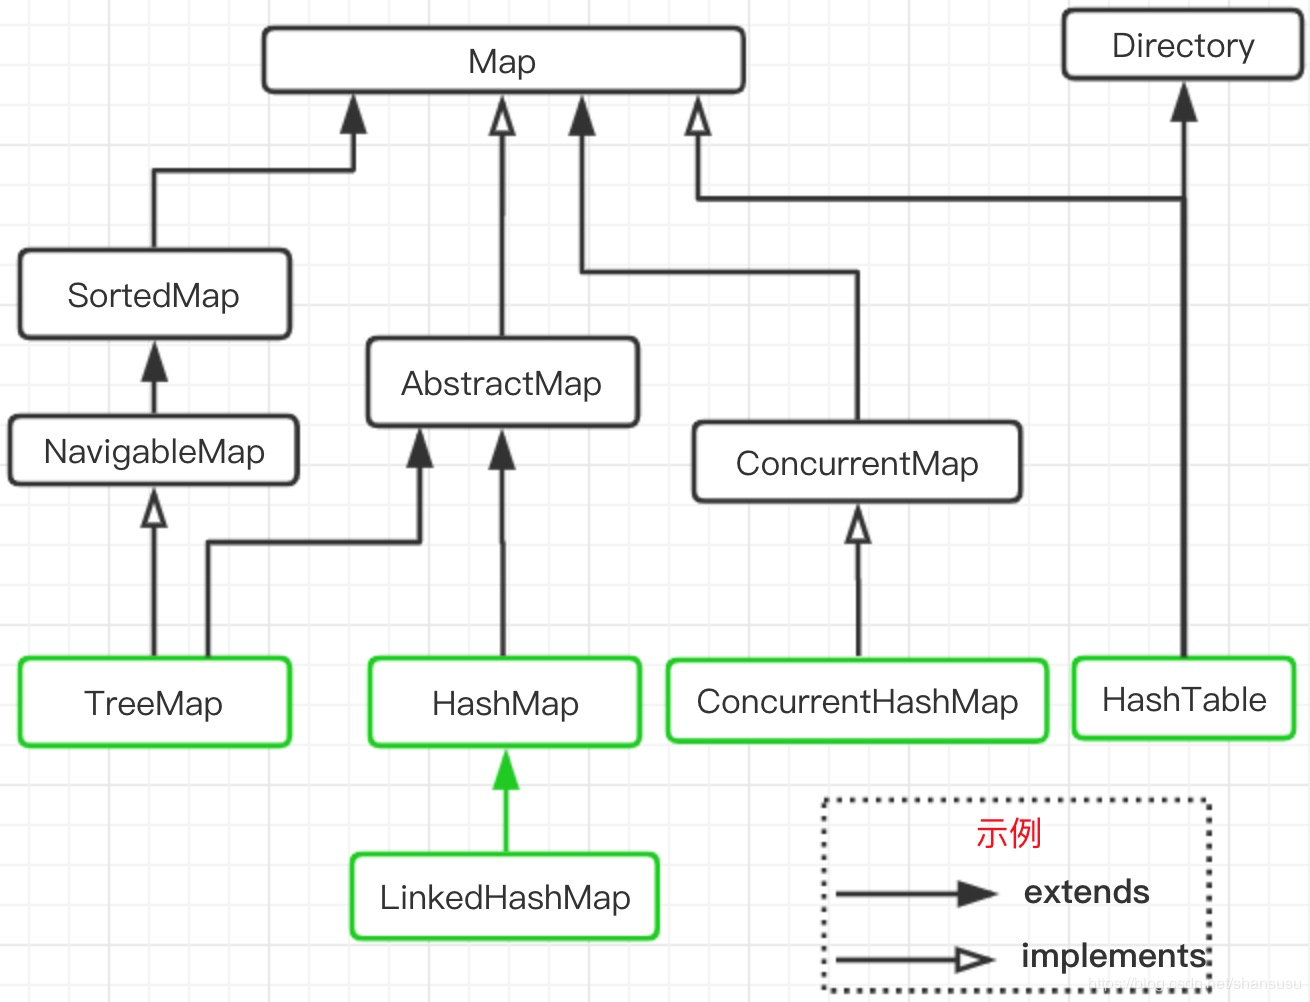 Map
Directory
SortedMap
AbstractMap
NavigableMap
ConcurrentMap
TreeMap
HashMap
ConcurrentHashMap
HashTable
LinkedHashMap
示例
extends
implements
https://blog.csdn.net/shansusu